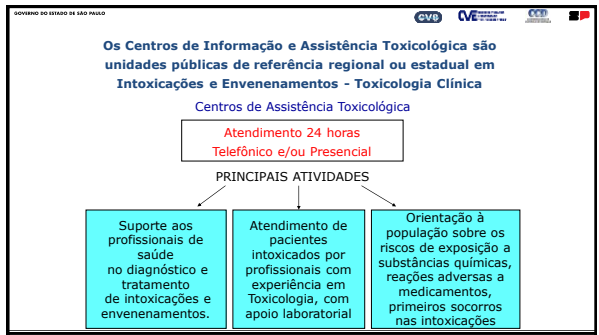 GOVERNO DO ESTADO DE SÃO PAULO
CVS
CVE
CCD
SP
Os Centros de Informação e Assistência Toxicológica são
unidades públicas de referência regional ou estadual em
Intoxicações e Envenenamentos - Toxicologia Clínica
Centros de Assistência Toxicológica
Atendimento 24 horas
Telefônico e/ou Presencial
PRINCIPAIS ATIVIDADES
Suporte aos
profissionais de
saúde
no diagnóstico e
tratamento
de intoxicações e
envenenamentos.
Atendimento de
pacientes
intoxicados por
profissionais com
experiência em
Toxicologia, com
apoio laboratorial
Orientação à
população sobre os
riscos de exposição a
substâncias químicas,
reações adversas a
medicamentos,
primeiros socorros
nas intoxicações